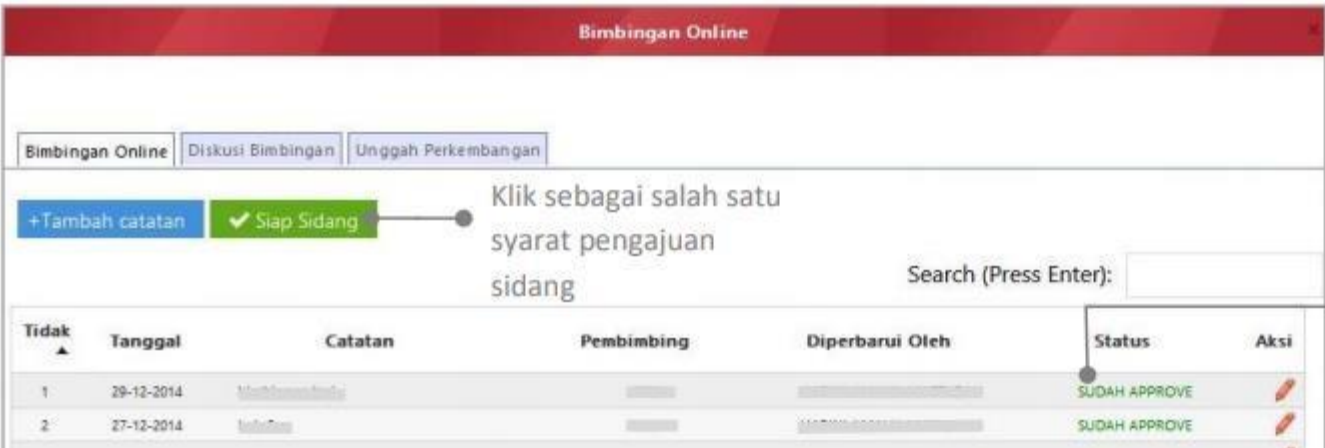 Bimbingan Online
Bimbingan Online Diskusi Bimbingan Unggah Perkembangan
+Tambah catatan Siap Sidang
Klik sebagai salah satu
syarat pengajuan
sidang
Search (Press Enter):
Tidak Tanggal Catatan Pembimbing Diperbarui Oleh Status Aksi
1 29-12-2014 SUDAH APPROVE
2 27-12-2014 SUDAH APPROVE